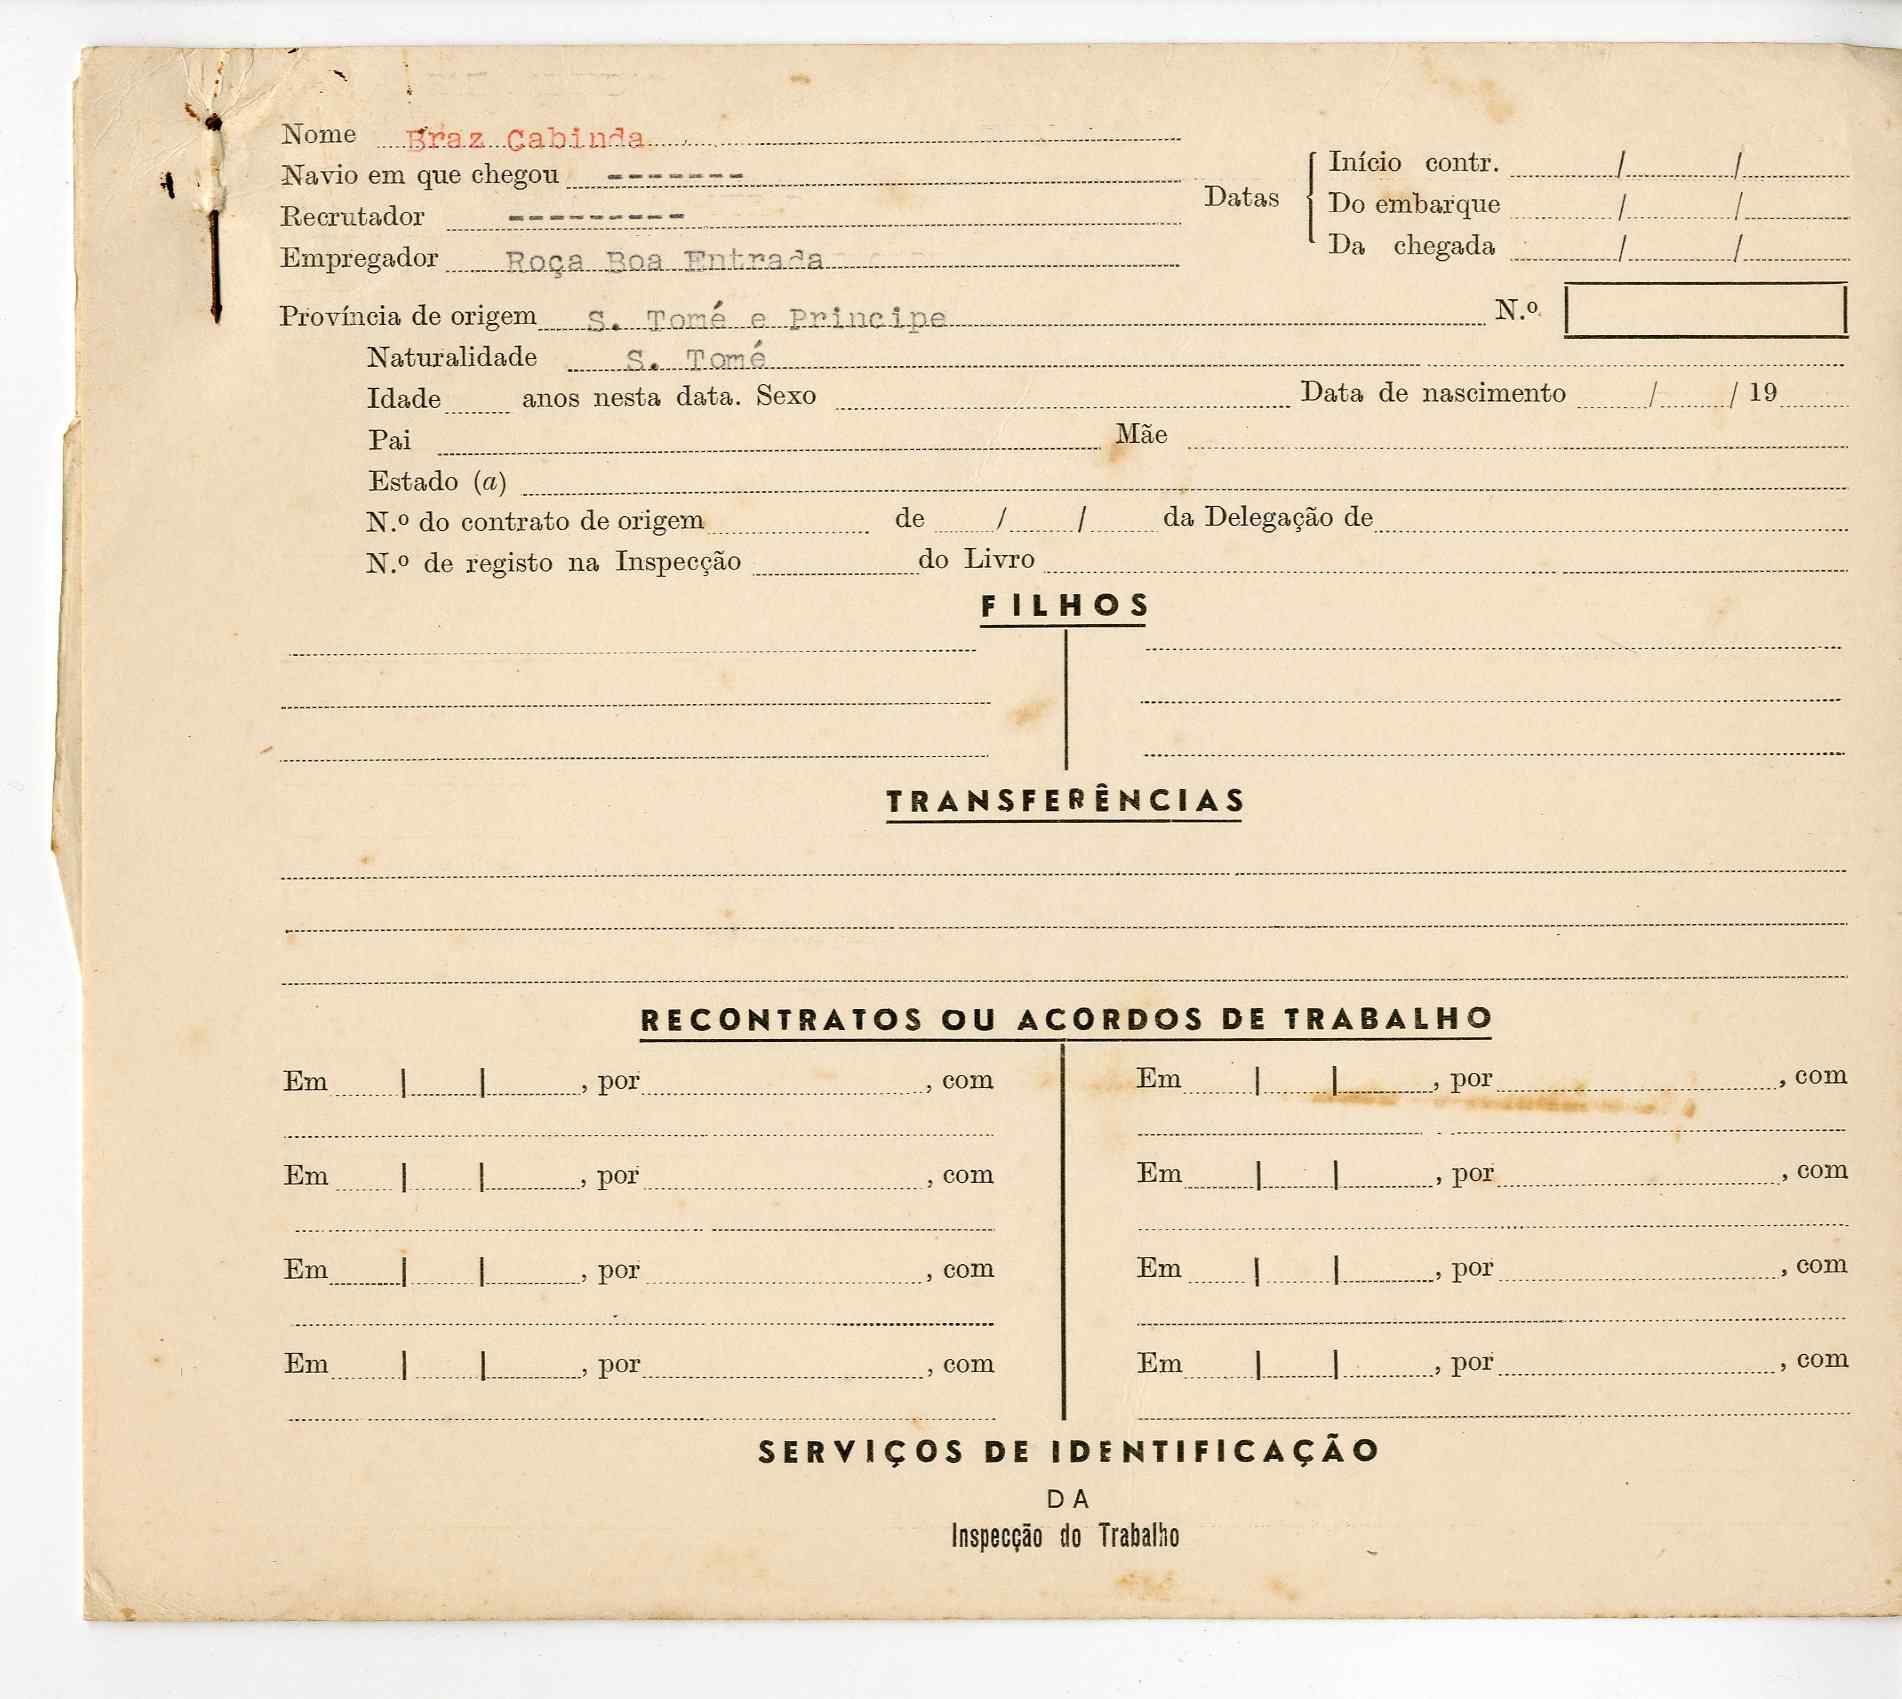 Nome Braz Cabinda
Navio em que chegou -------
Recrutador ---------
Empregador Roça Boa Entrada
Datas
Início contr. / /
Do embarque / /
Da chegada / /
Província de origem S. Tomé e Principe N.º
Naturalidade S. Tomé
Idade anos nesta data. Sexo Data de nascimento / / 19
Pai Mãe
Estado (a)
N.º do contrato de origem de / / da Delegação de
N.º de registo na Inspecção do Livro
FILHOS
TRANSFERÊNCIAS
RECONTRATOS OU ACORDOS DE TRABALHO
Em | | , por , com Em | | , por , com
Em | | , por , com Em | | , por , com
Em | | , por , com Em | | , por , com
Em | | , por , com Em | | , por , com
SERVIÇOS DE IDENTIFICAÇÃO
DA
Inspecção do Trabalho